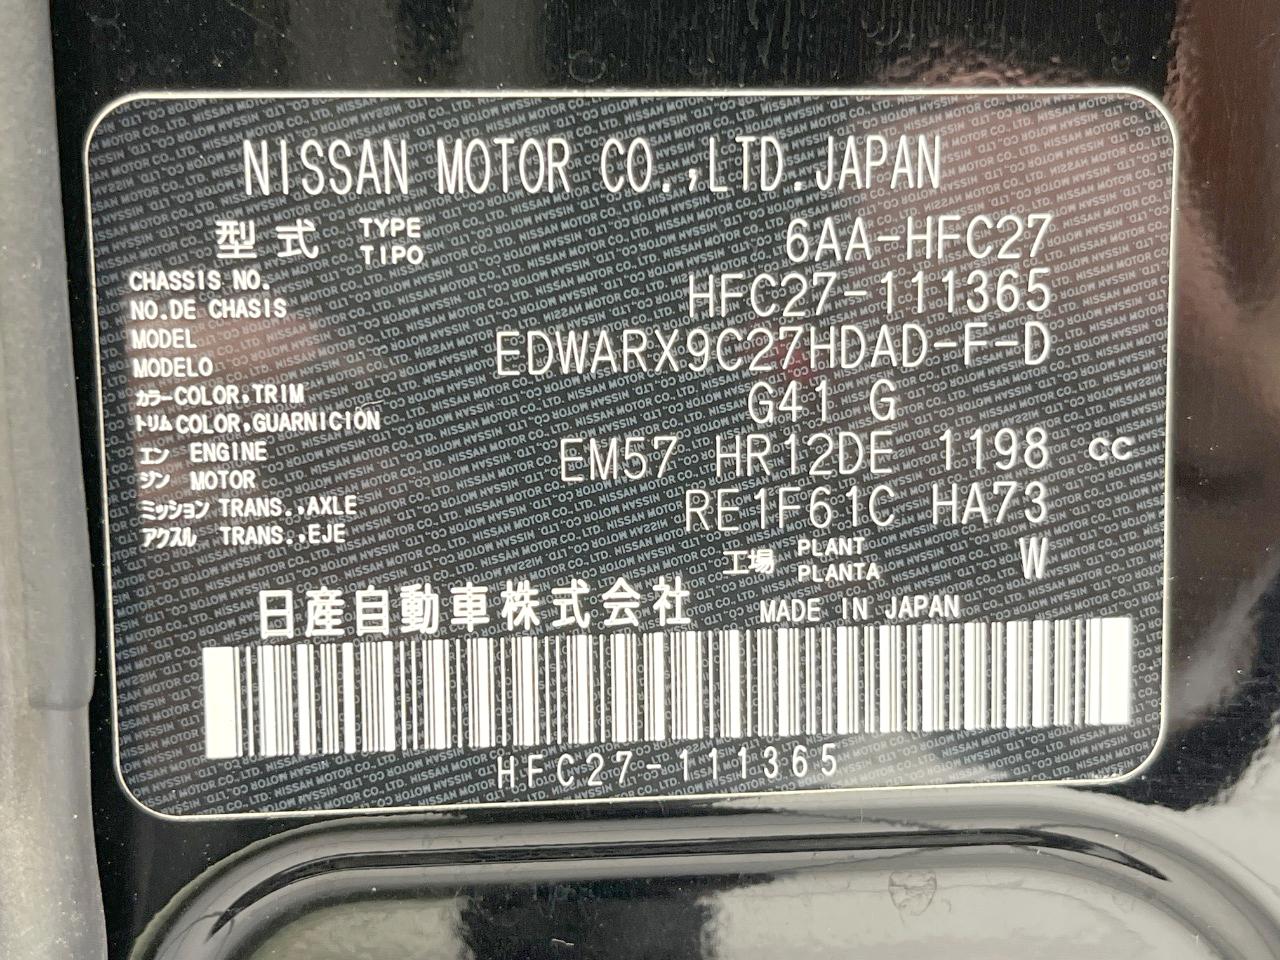 NISSAN MOTOR CO.,LTD.JAPAN
型式 TYPE TIPO 6AA-HFC27
CHASSIS NO.
NO.DE CHASIS HFC27-111365
MODEL
MODELO EDWARX9C27HDAD-F-D
カラー COLOR,TRIM
トリム COLOR,GUARNICION G41 G
エン ENGINE
ジン MOTOR EM57 HR12DE 1198 cc
ミッション TRANS.,AXLE
アクスル TRANS.,EJE RE1F61C HA73
工場 PLANT PLANTA W
日産自動車株式会社 MADE IN JAPAN
HFC27-111365